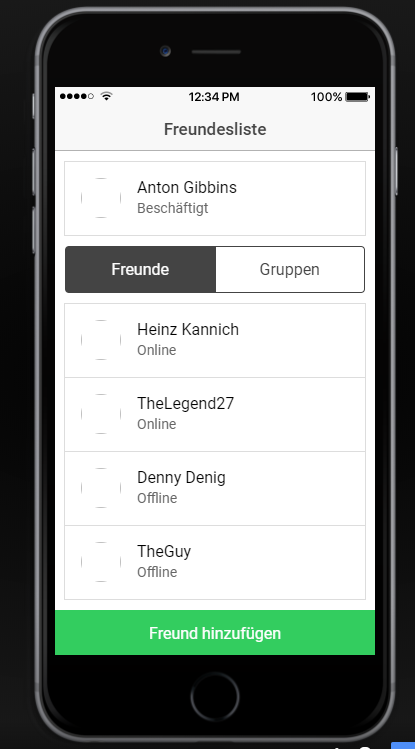 12:34 PM 100%
Freundesliste
Anton Gibbins
Beschäftigt
Freunde Gruppen
Heinz Kannich
Online
TheLegend27
Online
Denny Denig
Offline
TheGuy
Offline
Freund hinzufügen